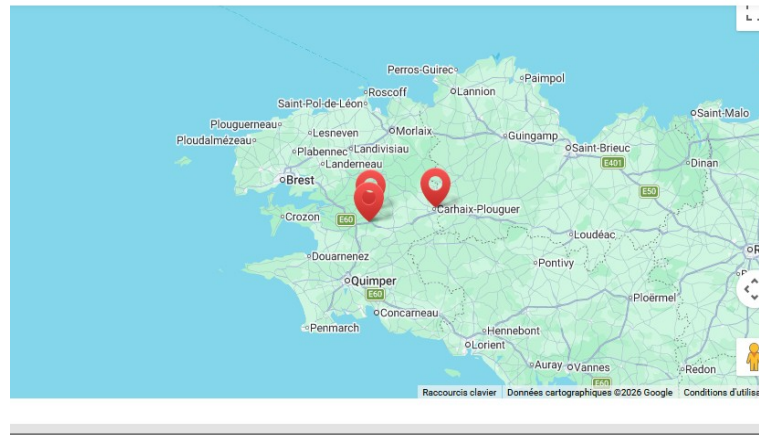 Perros-Guirec
Paimpol
Roscoff
Lannion
Saint-Pol-de-Léon
Saint-Malo
Plouguerneau
Lesneven
Morlaix
Guingamp
Ploudalmézeau
Plabennec
Landivisiau
Saint-Brieuc
Landerneau
E401
Dinan
Brest
E50
Carhaix-Plouguer
Crozon
E60
Loudéac
Douarnenez
Pontivy
Quimper
E60
Ploërmel
Concarneau
Penmarch
Hennebont
Lorient
Auray
Vannes
Redon
E60
Raccourcis clavier
Données cartographiques ©2026 Google
Conditions d'utilisa